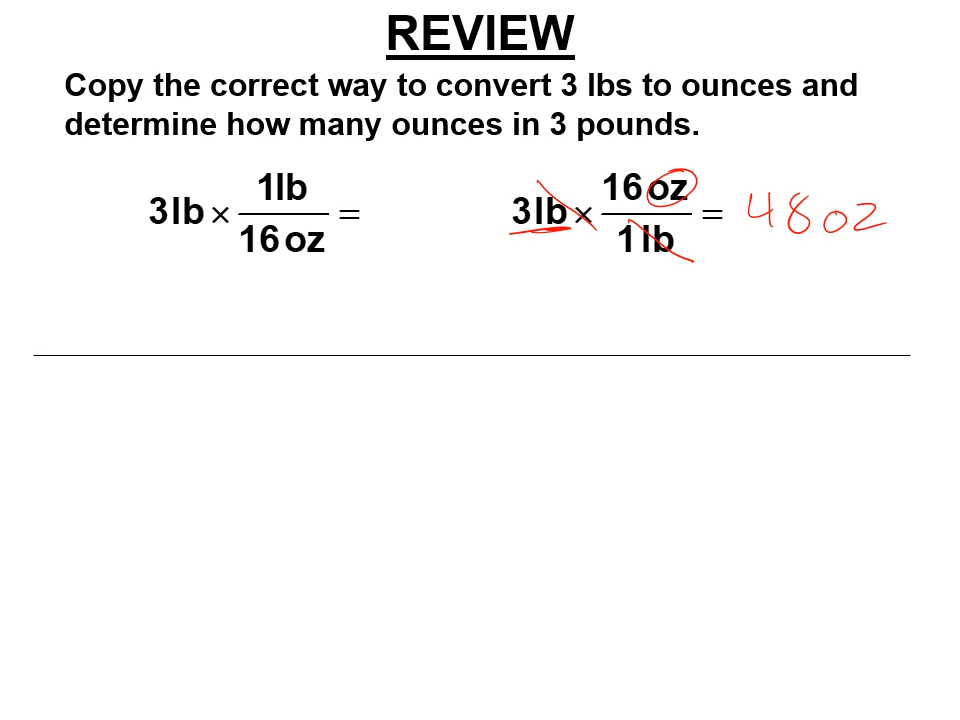 REVIEW
Copy the correct way to convert 3 lbs to ounces and
determine how many ounces in 3 pounds.
3lb × 1lb / 16oz =
3lb × 16oz / 1lb = 48oz